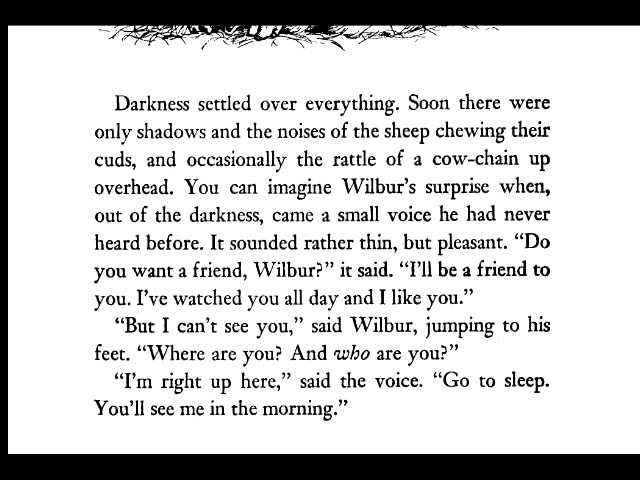 Darkness settled over everything. Soon there were
only shadows and the noises of the sheep chewing their
cuds, and occasionally the rattle of a cow-chain up
overhead. You can imagine Wilbur's surprise when,
out of the darkness, came a small voice he had never
heard before. It sounded rather thin, but pleasant. “Do
you want a friend, Wilbur?” it said. “I'll be a friend to
you. I've watched you all day and I like you.”
“But I can't see you,” said Wilbur, jumping to his
feet. “Where are you? And who are you?”
“I'm right up here,” said the voice. “Go to sleep.
You'll see me in the morning.”